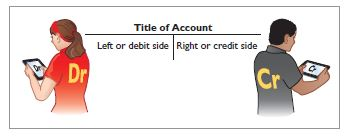 Title of Account
Left or debit side Right or credit side
Dr Dr Cr Cr